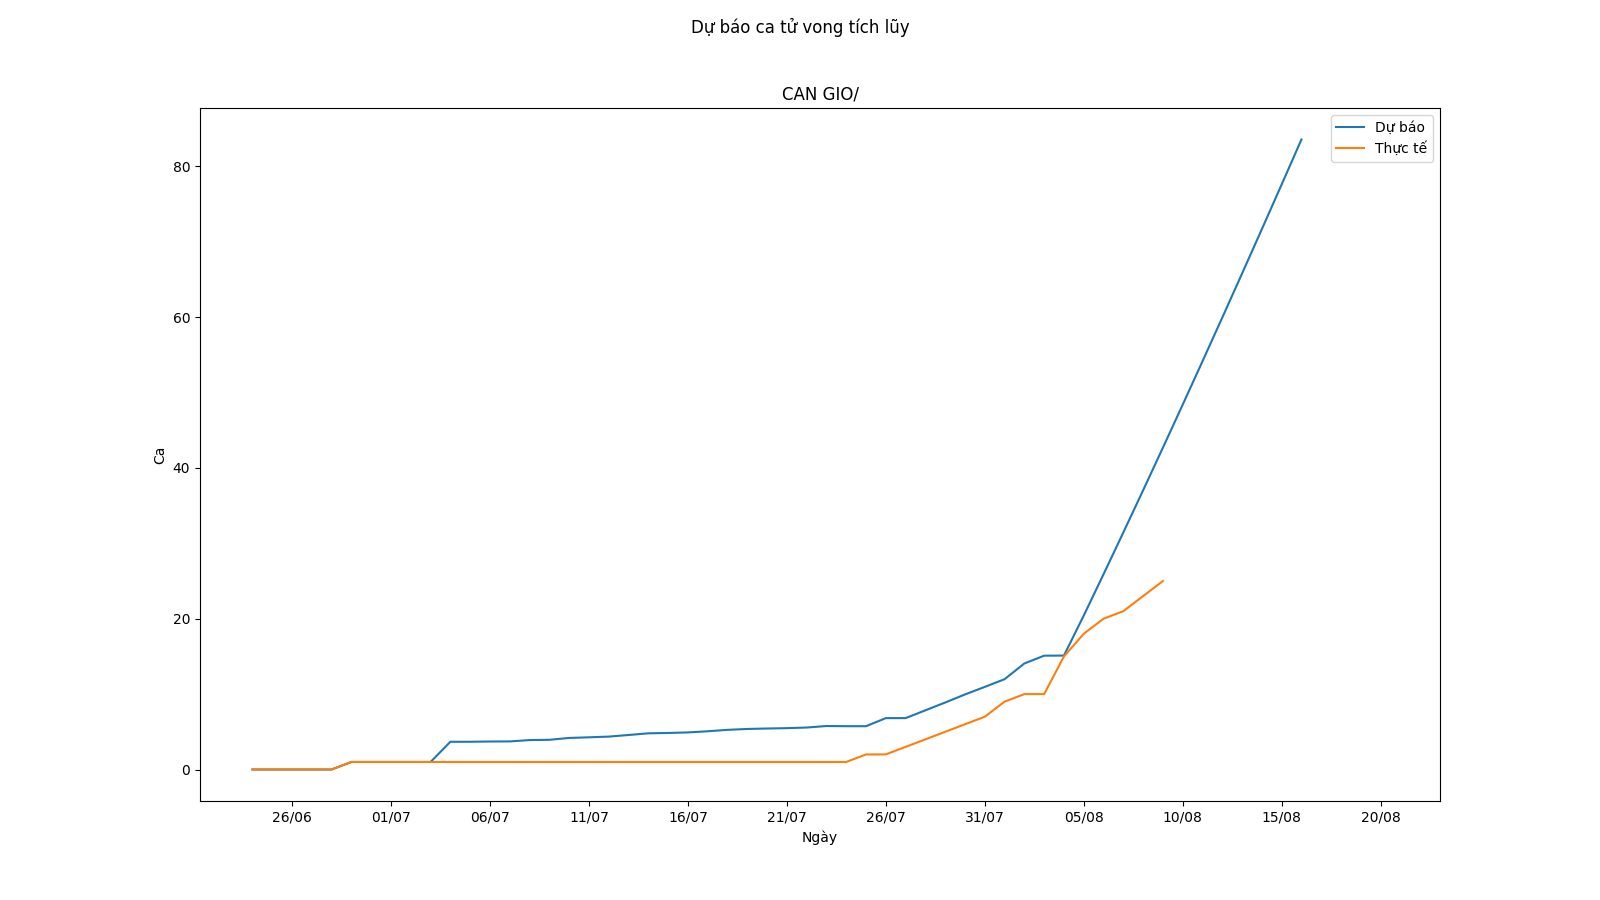 Dự báo ca tử vong tích lũy
CAN GIO/
Dự báo
Thực tế
80
60
40
20
0
Ca
26/06
01/07
06/07
11/07
16/07
21/07
26/07
31/07
05/08
10/08
15/08
20/08
Ngày